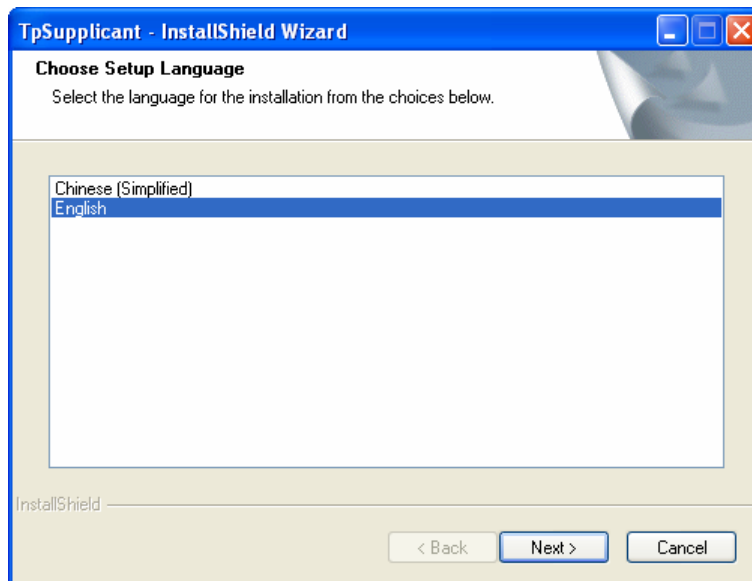 TpSupplicant - InstallShield Wizard
Choose Setup Language
Select the language for the installation from the choices below.
Chinese (Simplified)
English
InstallShield
< Back Next > Cancel